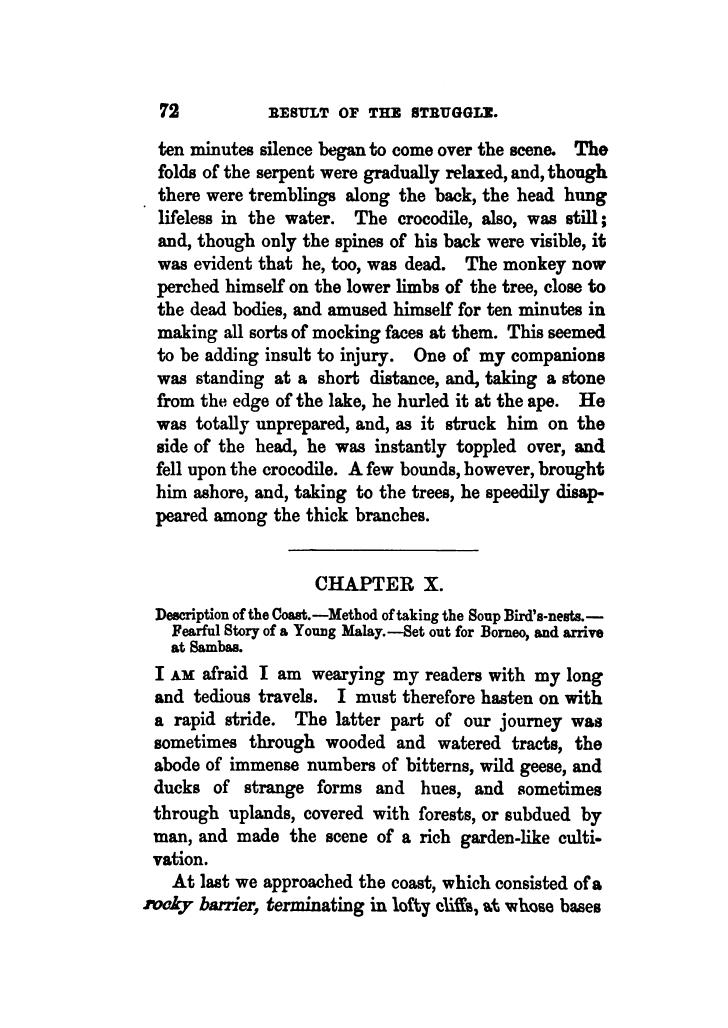 72 RESULT OF THE STRUGGLE.
ten minutes silence began to come over the scene. The
folds of the serpent were gradually relaxed, and, though
there were tremblings along the back, the head hung
lifeless in the water. The crocodile, also, was still;
and, though only the spines of his back were visible, it
was evident that he, too, was dead. The monkey now
perched himself on the lower limbs of the tree, close to
the dead bodies, and amused himself for ten minutes in
making all sorts of mocking faces at them. This seemed
to be adding insult to injury. One of my companions
was standing at a short distance, and, taking a stone
from the edge of the lake, he hurled it at the ape. He
was totally unprepared, and, as it struck him on the
side of the head, he was instantly toppled over, and
fell upon the crocodile. A few bounds, however, brought
him ashore, and, taking to the trees, he speedily disap-
peared among the thick branches.
CHAPTER X.
Description of the Coast.—Method of taking the Soup Bird's-nests.—
Fearful Story of a Young Malay.—Set out for Borneo, and arrive
at Sambas.
I AM afraid I am wearying my readers with my long
and tedious travels. I must therefore hasten on with
a rapid stride. The latter part of our journey was
sometimes through wooded and watered tracts, the
abode of immense numbers of bitterns, wild geese, and
ducks of strange forms and hues, and sometimes
through uplands, covered with forests, or subdued by
man, and made the scene of a rich garden-like culti-
vation.
At last we approached the coast, which consisted of a
rocky barrier, terminating in lofty cliffs, at whose bases